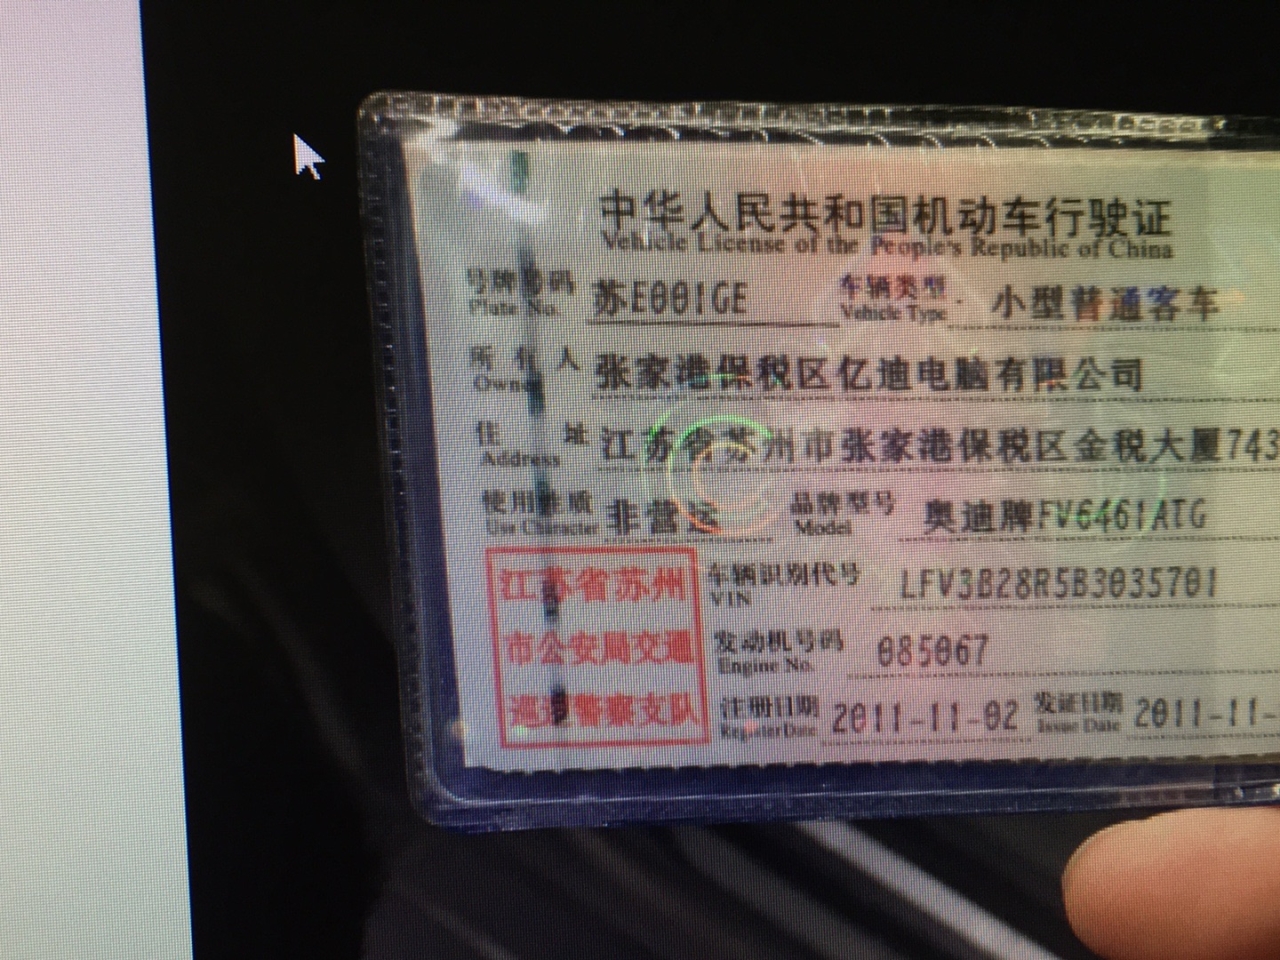 中华人民共和国机动车行驶证
Vehicle License of the People's Republic of China
号牌号码 苏E001GE 车辆类型 小型普通客车
Plate No. Vehicle Type
所有人 张家港保税区亿迪电脑有限公司
Owner
住址 江苏省苏州市张家港保税区金税大厦743
Address
使用性质 非营运 品牌型号 奥迪牌FV6461ATG
Use Character Model
江苏省苏州 车辆识别代号 LFV3B28R5B3035701
VIN
市公安局交通 发动机号码 085067
Engine No.
巡逻警察支队 注册日期 2011-11-02 发证日期 2011-11-
Register Date Issue Date